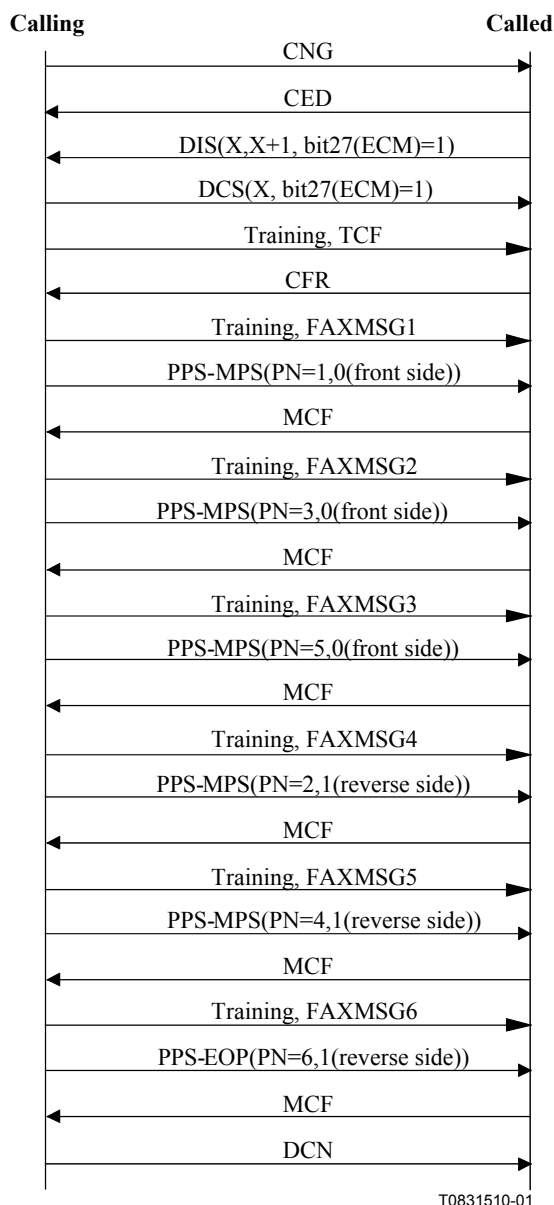 Calling Called
CNG
CED
DIS(X,X+1, bit27(ECM)=1)
DCS(X, bit27(ECM)=1)
Training, TCF
CFR
Training, FAXMSG1
PPS-MPS(PN=1,0(front side))
MCF
Training, FAXMSG2
PPS-MPS(PN=3,0(front side))
MCF
Training, FAXMSG3
PPS-MPS(PN=5,0(front side))
MCF
Training, FAXMSG4
PPS-MPS(PN=2,1(reverse side))
MCF
Training, FAXMSG5
PPS-MPS(PN=4,1(reverse side))
MCF
Training, FAXMSG6
PPS-EOP(PN=6,1(reverse side))
MCF
DCN
T0831510-01